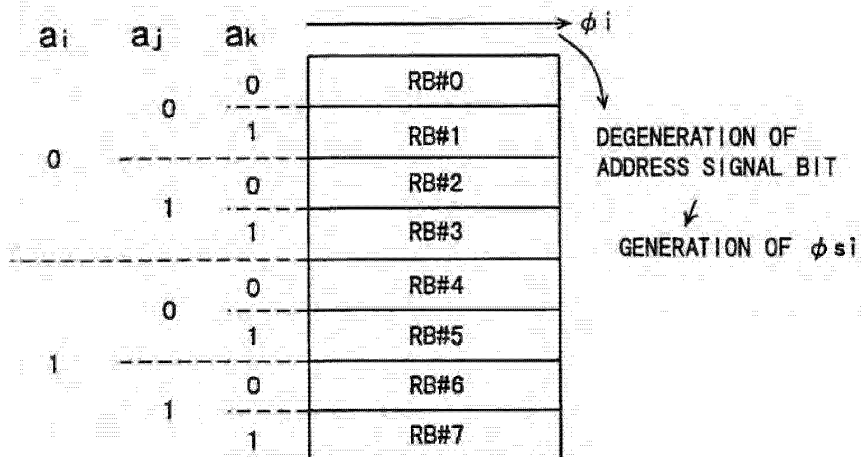 ai aj ak φi
0 RB#0
0
1 RB#1
0
0 RB#2
1
1 RB#3
0 RB#4
0
1 RB#5
1
0 RB#6
1
1 RB#7
DEGENERATION OF
ADDRESS SIGNAL BIT
GENERATION OF φsi